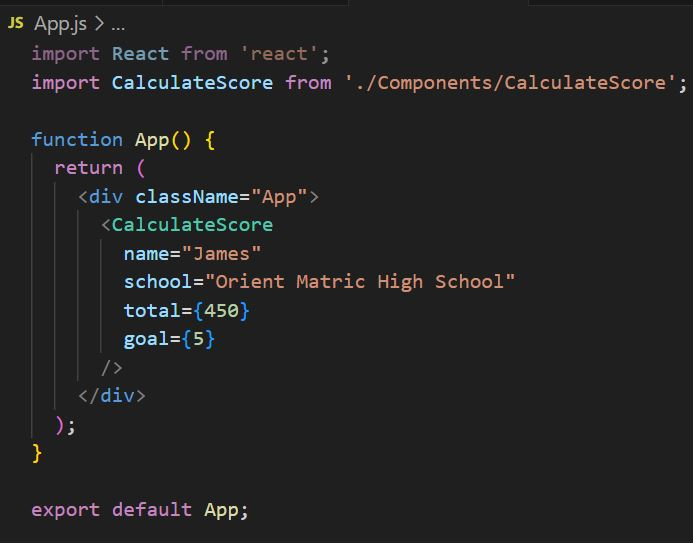 JS App.js > ...
import React from 'react';
import CalculateScore from './Components/CalculateScore';
function App() {
return (
<div className="App">
<CalculateScore
name="James"
school="Orient Matric High School"
total={450}
goal={5}
/>
</div>
);
}
export default App;